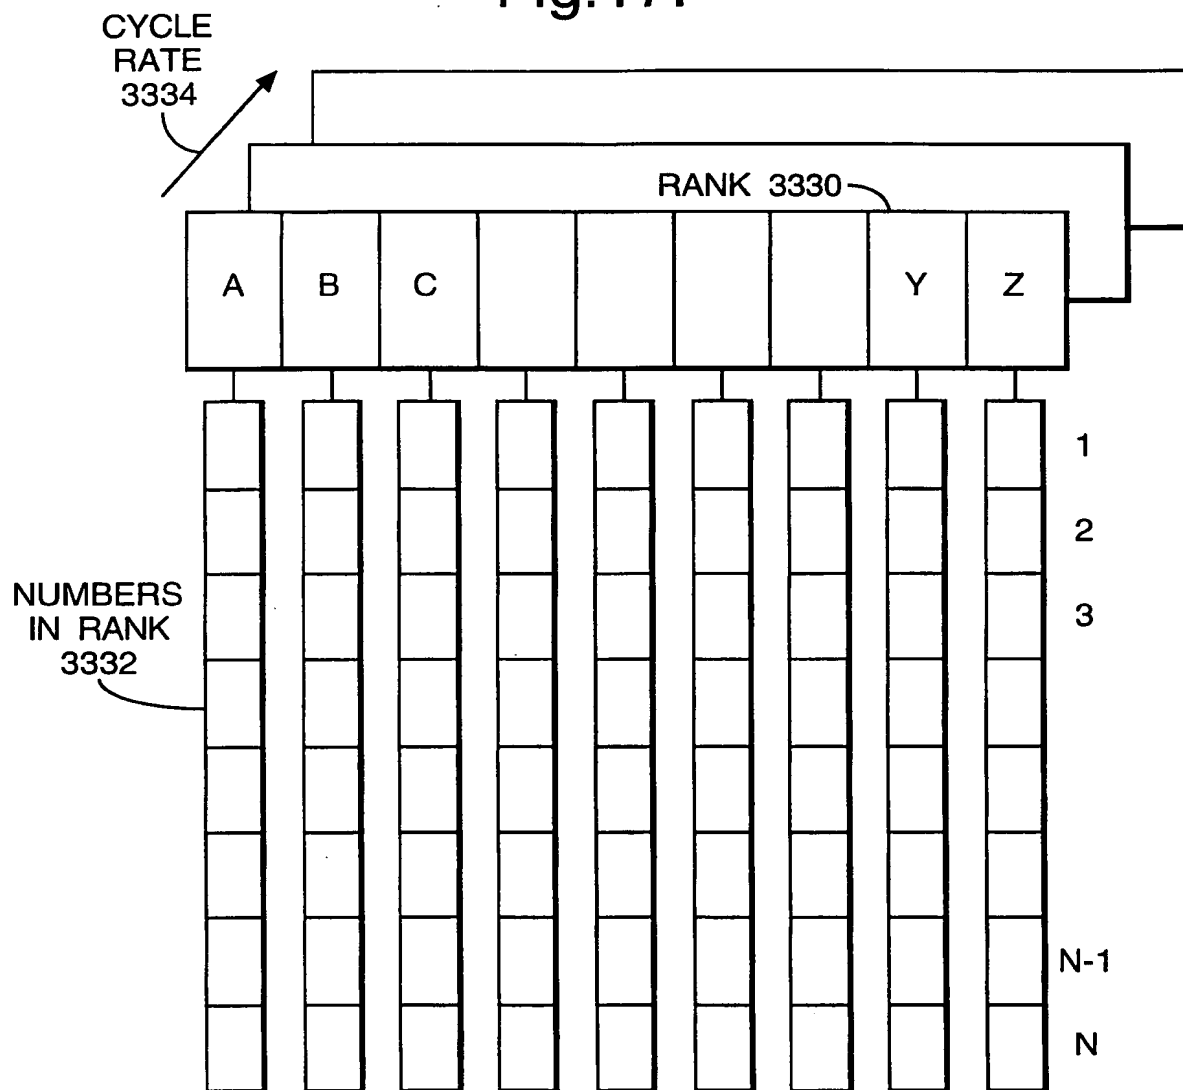 CYCLE
RATE
3334
RANK 3330
A B C Y Z
1
2
NUMBERS
IN RANK
3332
3
N-1
N